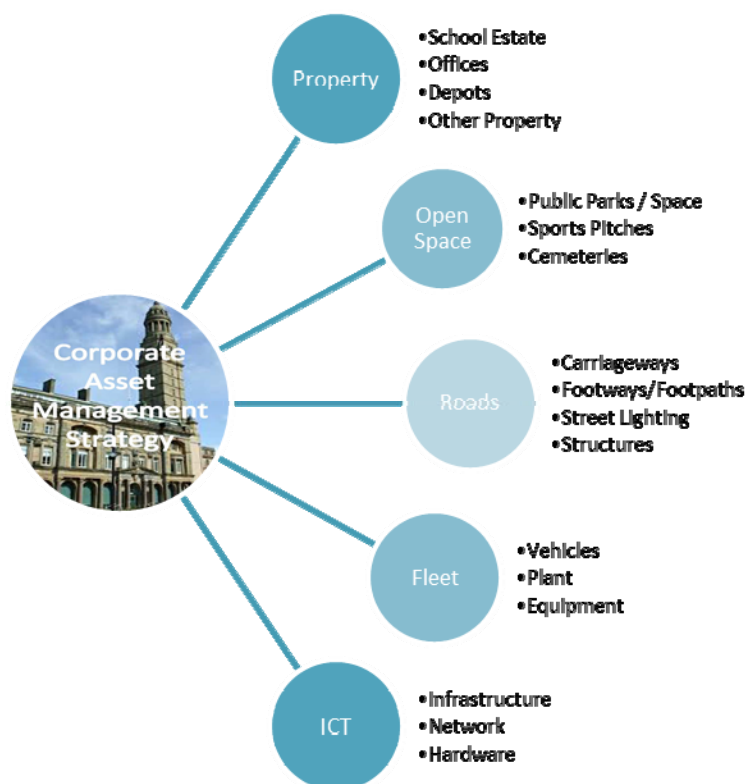 Property
•School Estate
•Offices
•Depots
•Other Property
Open
Space
•Public Parks / Space
•Sports Pitches
•Cemeteries
Corporate
Asset
Management
Strategy
Roads
•Carriageways
•Footways/Footpaths
•Street Lighting
•Structures
Fleet
•Vehicles
•Plant
•Equipment
ICT
•Infrastructure
•Network
•Hardware